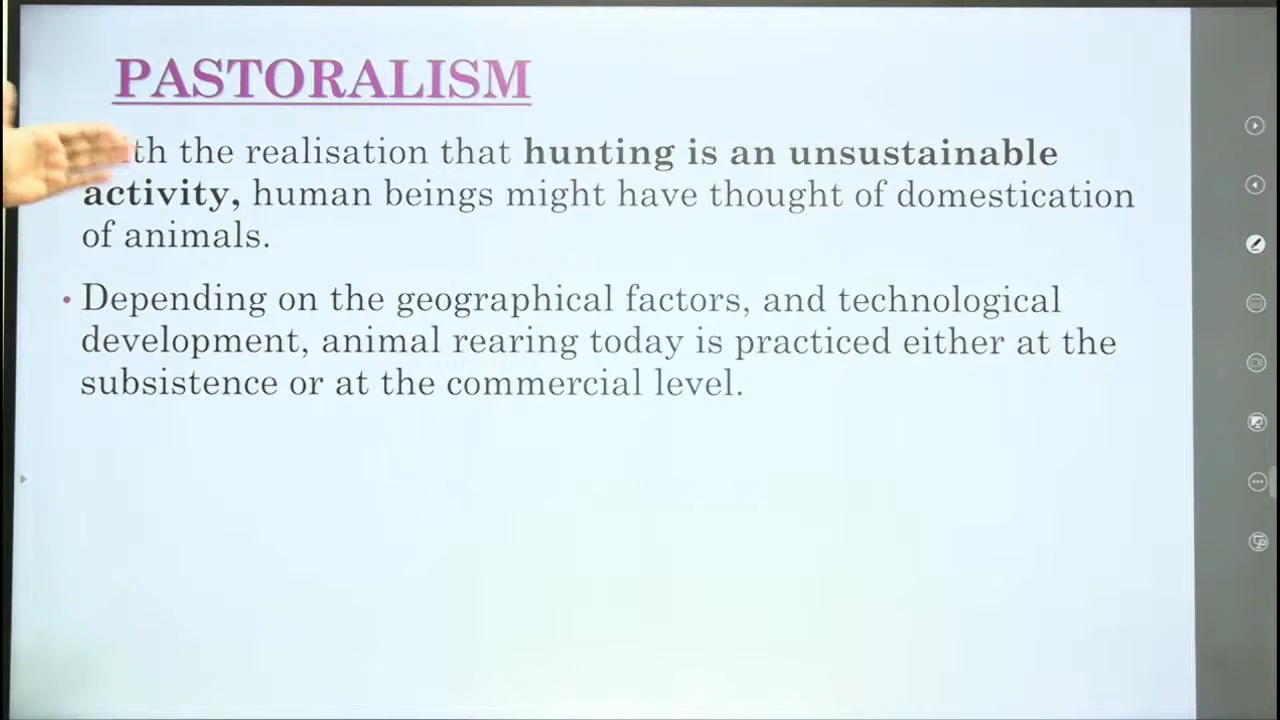 PASTORALISM
the realisation that hunting is an unsustainable
activity, human beings might have thought of domestication
of animals.
• Depending on the geographical factors, and technological
development, animal rearing today is practiced either at the
subsistence or at the commercial level.